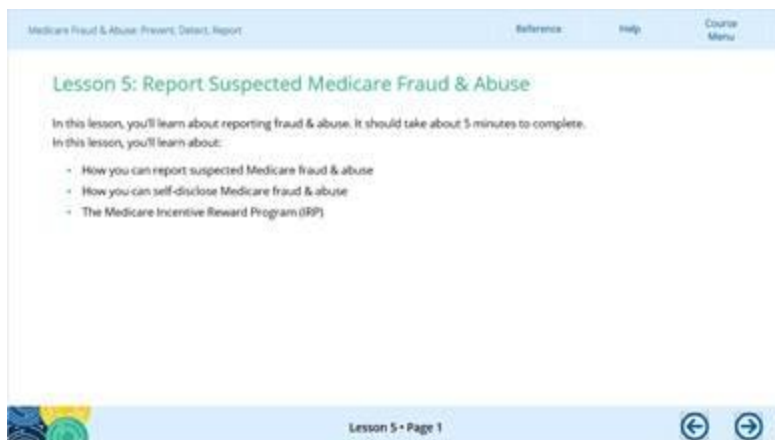 Medicare Fraud & Abuse: Prevent, Detect, Report
Reference
Help
Course
Menu
Lesson 5: Report Suspected Medicare Fraud & Abuse
In this lesson, you'll learn about reporting fraud & abuse. It should take about 5 minutes to complete.
In this lesson, you'll learn about:
• How you can report suspected Medicare fraud & abuse
• How you can self-disclose Medicare fraud & abuse
• The Medicare Incentive Reward Program (IRP)
Lesson 5 • Page 1